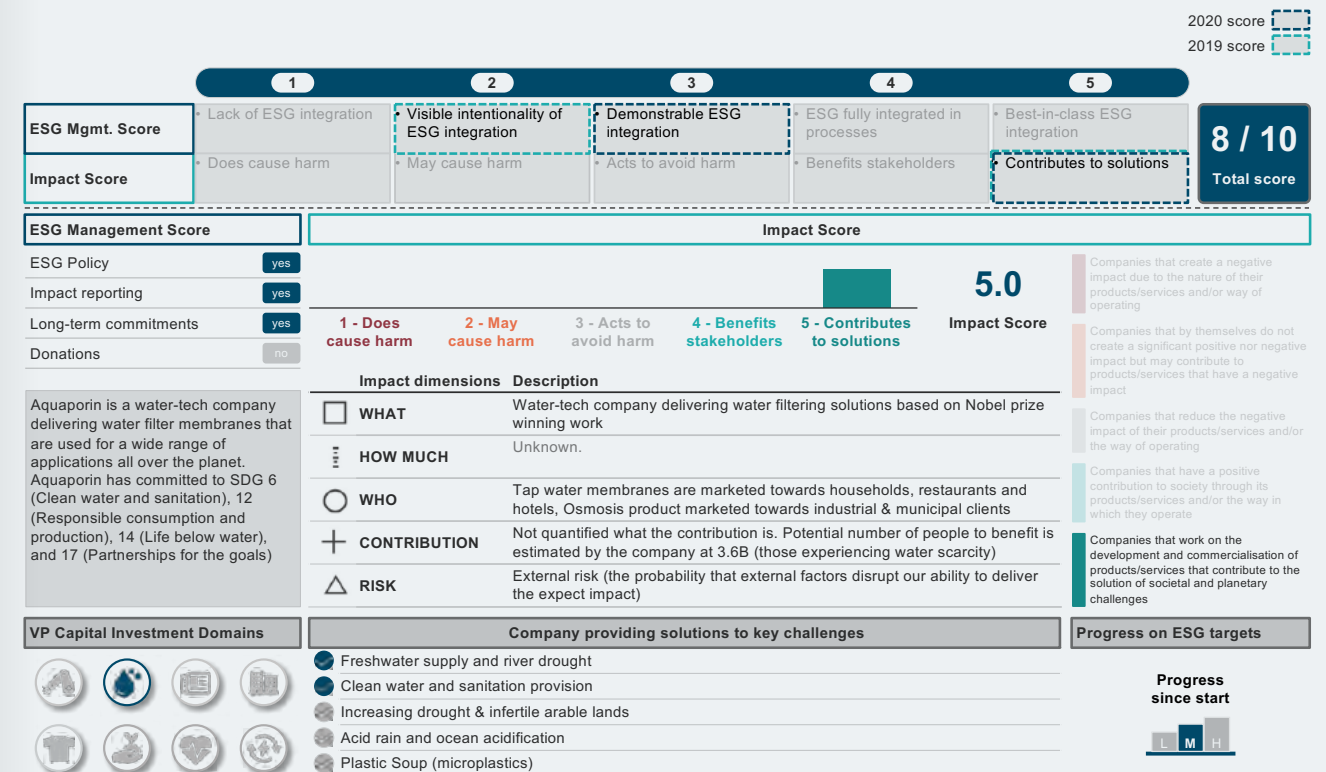 2020 score
2019 score
1 2 3 4 5
ESG Mgmt. Score
• Lack of ESG integration
• Visible intentionality of
ESG integration
• Demonstrable ESG
integration
• ESG fully integrated in
processes
• Best-in-class ESG
integration
Impact Score
• Does cause harm
• May cause harm
• Acts to avoid harm
• Benefits stakeholders
• Contributes to solutions
8 / 10
Total score
ESG Management Score
ESG Policy yes
Impact reporting yes
Long-term commitments yes
Donations no
Aquaporin is a water-tech company
delivering water filter membranes that
are used for a wide range of
applications all over the planet.
Aquaporin has committed to SDG 6
(Clean water and sanitation), 12
(Responsible consumption and
production), 14 (Life below water),
and 17 (Partnerships for the goals)
Impact Score
1 - Does
cause harm
2 - May
cause harm
3 - Acts to
avoid harm
4 - Benefits
stakeholders
5 - Contributes
to solutions
5.0
Impact Score
Impact dimensions Description
WHAT
Water-tech company delivering water filtering solutions based on Nobel prize
winning work
HOW MUCH
Unknown.
WHO
Tap water membranes are marketed towards households, restaurants and
hotels, Osmosis product marketed towards industrial & municipal clients
CONTRIBUTION
Not quantified what the contribution is. Potential number of people to benefit is
estimated by the company at 3.6B (those experiencing water scarcity)
RISK
External risk (the probability that external factors disrupt our ability to deliver
the expect impact)
Companies that create a negative
impact due to the nature of their
products/services and/or way of
operating
Companies that by themselves do not
create a significant positive nor negative
impact but may contribute to
products/services that have a negative
impact
Companies that reduce the negative
impact of their products/services and/or
the way of operating
Companies that have a positive
contribution to society through its
products/services and/or the way in
which they operate
Companies that work on the
development and commercialisation of
products/services that contribute to the
solution of societal and planetary
challenges
VP Capital Investment Domains
Company providing solutions to key challenges
Freshwater supply and river drought
Clean water and sanitation provision
Increasing drought & infertile arable lands
Acid rain and ocean acidification
Plastic Soup (microplastics)
Progress on ESG targets
Progress
since start
L M H